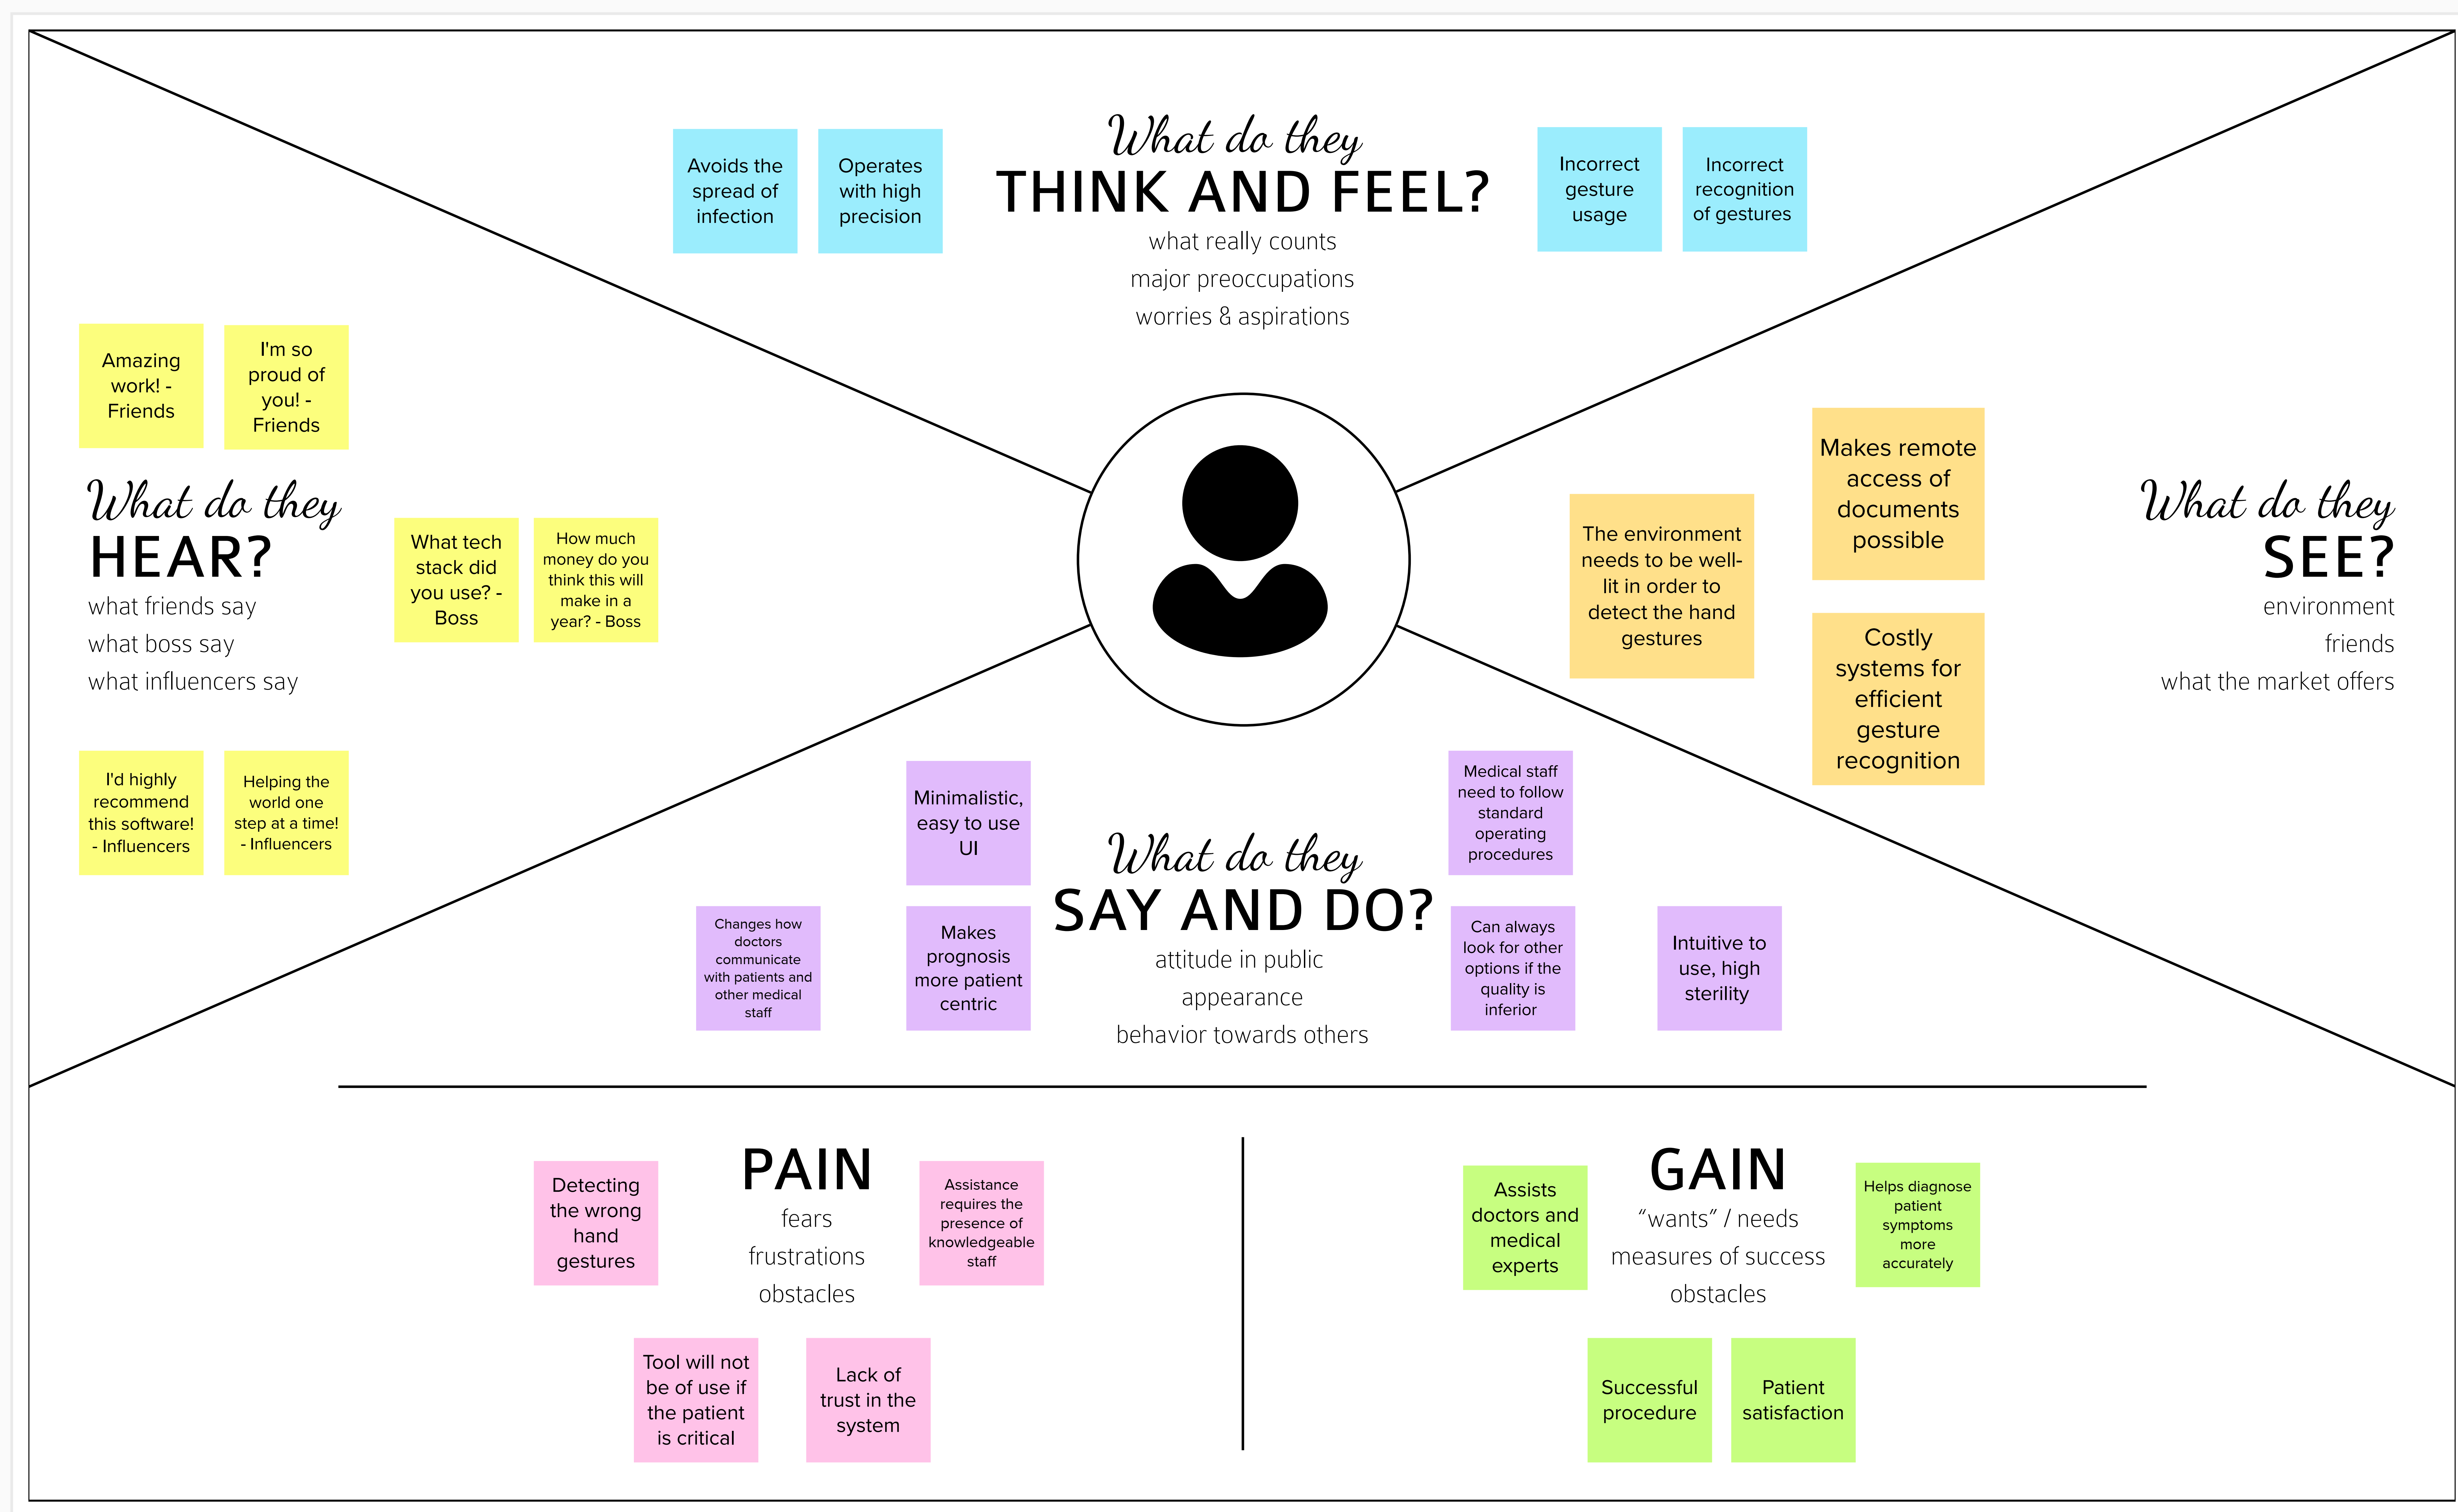 What do they
THINK AND FEEL?
what really counts
major preoccupations
worries & aspirations
Avoids the
spread of
infection
Operates
with high
precision
Incorrect
gesture
usage
Incorrect
recognition
of gestures
Amazing
work! -
Friends
I'm so
proud of
you! -
Friends
What do they
HEAR?
what friends say
what boss say
what influencers say
What tech
stack did
you use? -
Boss
How much
money do you
think this will
make in a
year? - Boss
I'd highly
recommend
this software!
- Influencers
Helping the
world one
step at a time!
- Influencers
What do they
SEE?
environment
friends
what the market offers
The environment
needs to be well-
lit in order to
detect the hand
gestures
Makes remote
access of
documents
possible
Costly
systems for
efficient
gesture
recognition
What do they
SAY AND DO?
attitude in public
appearance
behavior towards others
Minimalistic,
easy to use
UI
Changes how
doctors
communicate
with patients and
other medical
staff
Makes
prognosis
more patient
centric
Medical staff
need to follow
standard
operating
procedures
Can always
look for other
options if the
quality is
inferior
Intuitive to
use, high
sterility
PAIN
fears
frustrations
obstacles
Detecting
the wrong
hand
gestures
Assistance
requires the
presence of
knowledgeable
staff
Tool will not
be of use if
the patient
is critical
Lack of
trust in the
system
GAIN
“wants” / needs
measures of success
obstacles
Assists
doctors and
medical
experts
Helps diagnose
patient
symptoms
more
accurately
Successful
procedure
Patient
satisfaction